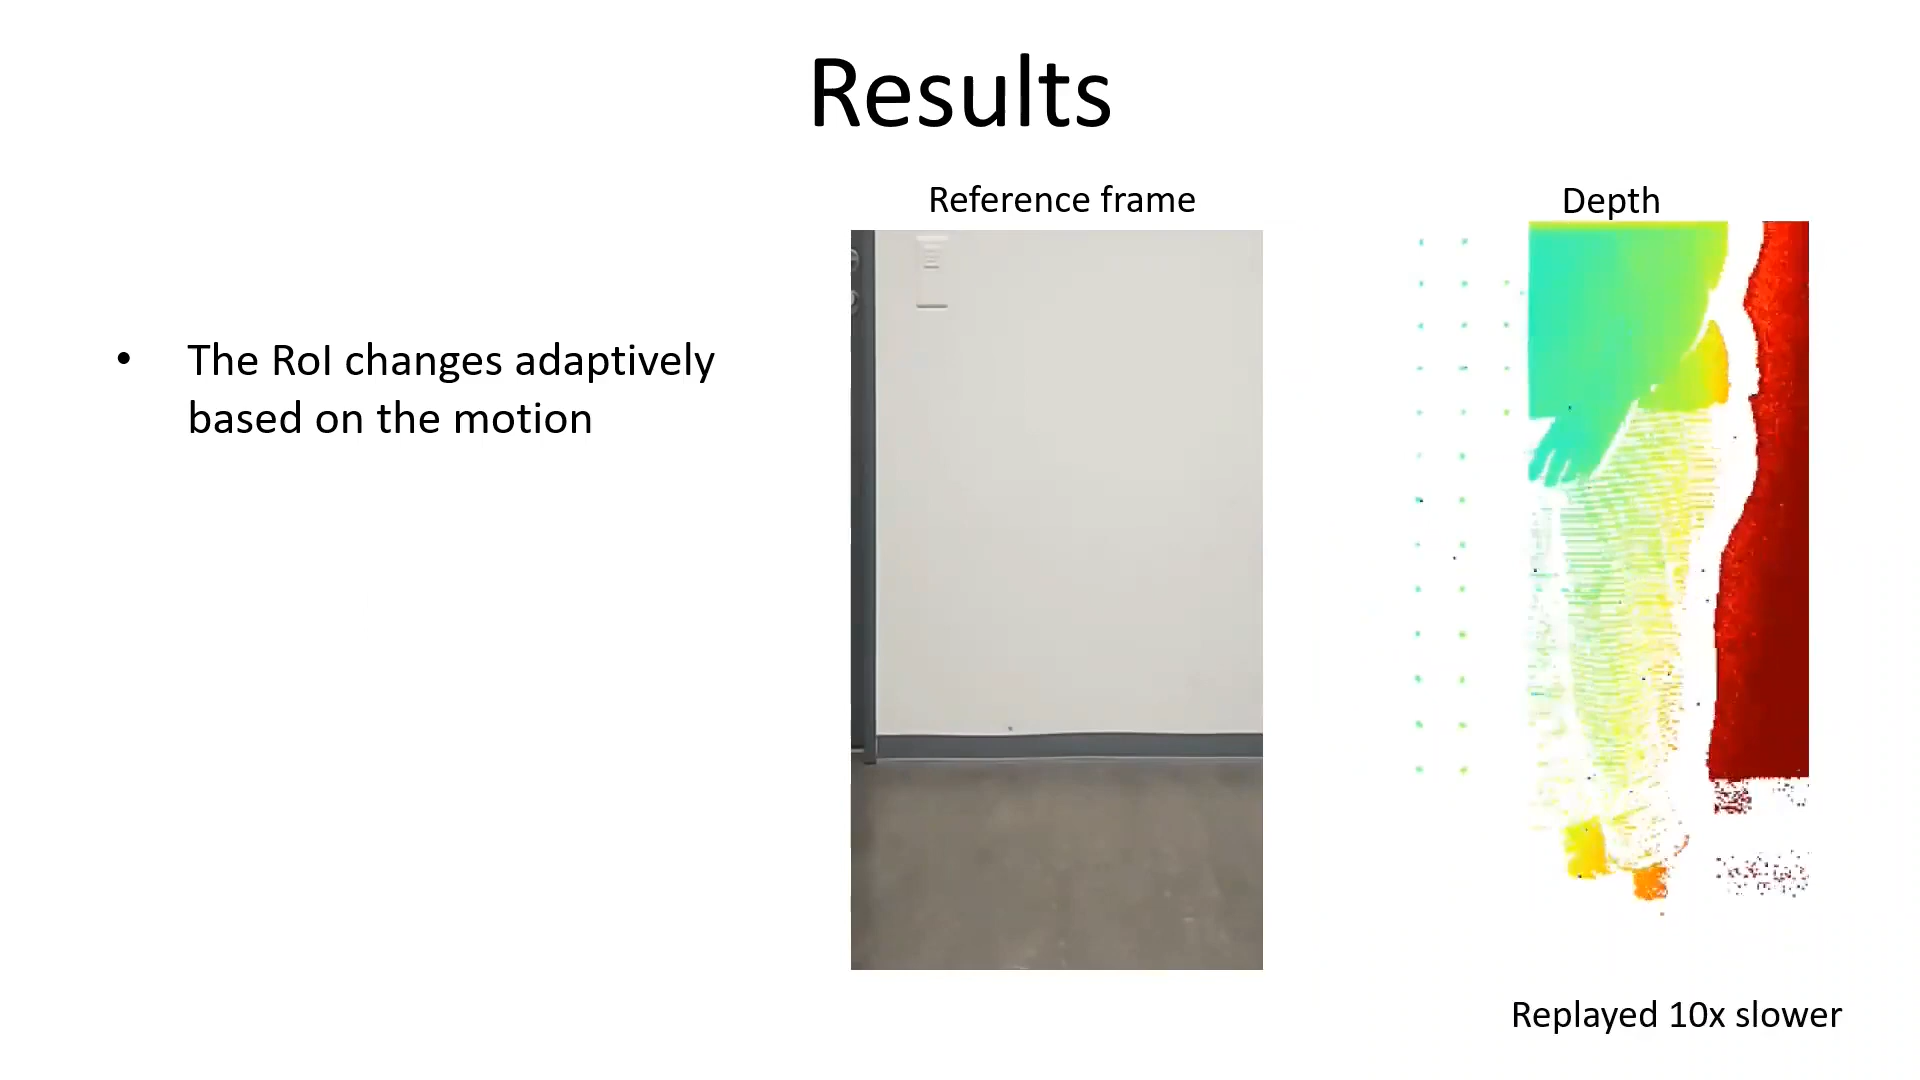 Results
Reference frame
Depth
• The RoI changes adaptively
based on the motion
Replayed 10x slower